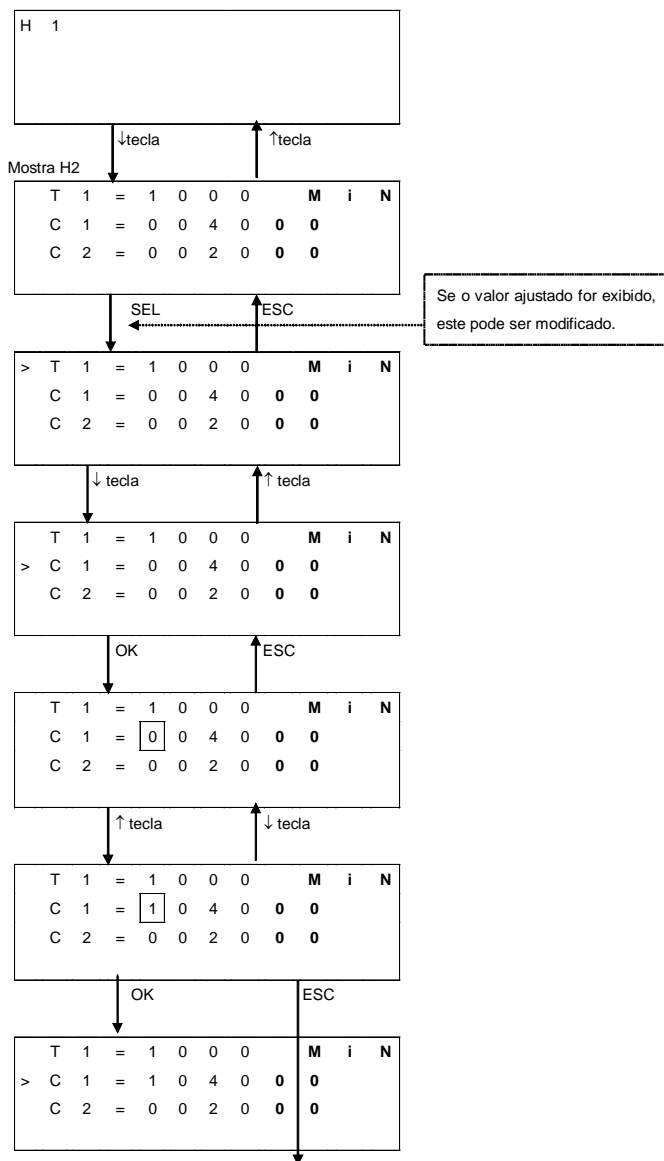 H 1
↓tecla ↑tecla
Mostra H2
T 1 = 1 0 0 0 M i N
C 1 = 0 0 4 0 0 0
C 2 = 0 0 2 0 0 0
SEL ESC
Se o valor ajustado for exibido,
este pode ser modificado.
> T 1 = 1 0 0 0 M i N
C 1 = 0 0 4 0 0 0
C 2 = 0 0 2 0 0 0
↓ tecla ↑ tecla
T 1 = 1 0 0 0 M i N
> C 1 = 0 0 4 0 0 0
C 2 = 0 0 2 0 0 0
OK ESC
T 1 = 1 0 0 0 M i N
C 1 = 0 0 4 0 0 0
C 2 = 0 0 2 0 0 0
↑ tecla ↓ tecla
T 1 = 1 0 0 0 M i N
C 1 = 1 0 4 0 0 0
C 2 = 0 0 2 0 0 0
OK ESC
T 1 = 1 0 0 0 M i N
> C 1 = 1 0 4 0 0 0
C 2 = 0 0 2 0 0 0